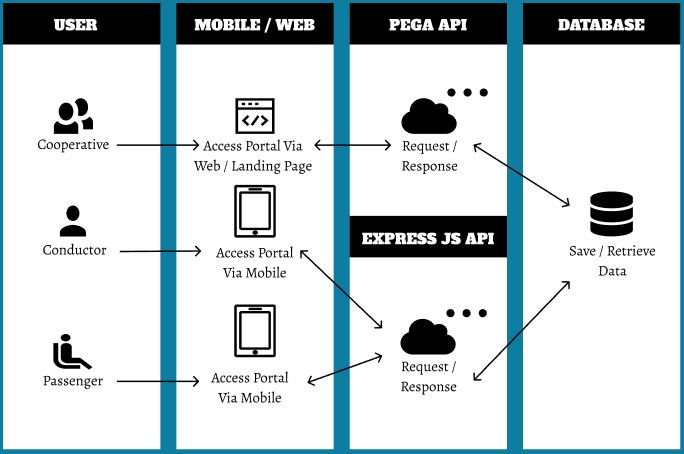 USER
MOBILE / WEB
PEGA API
DATABASE
Cooperative
Access Portal Via
Web / Landing Page
Request /
Response
Conductor
Access Portal
Via Mobile
EXPRESS JS API
Save / Retrieve
Data
Passenger
Access Portal
Via Mobile
Request /
Response